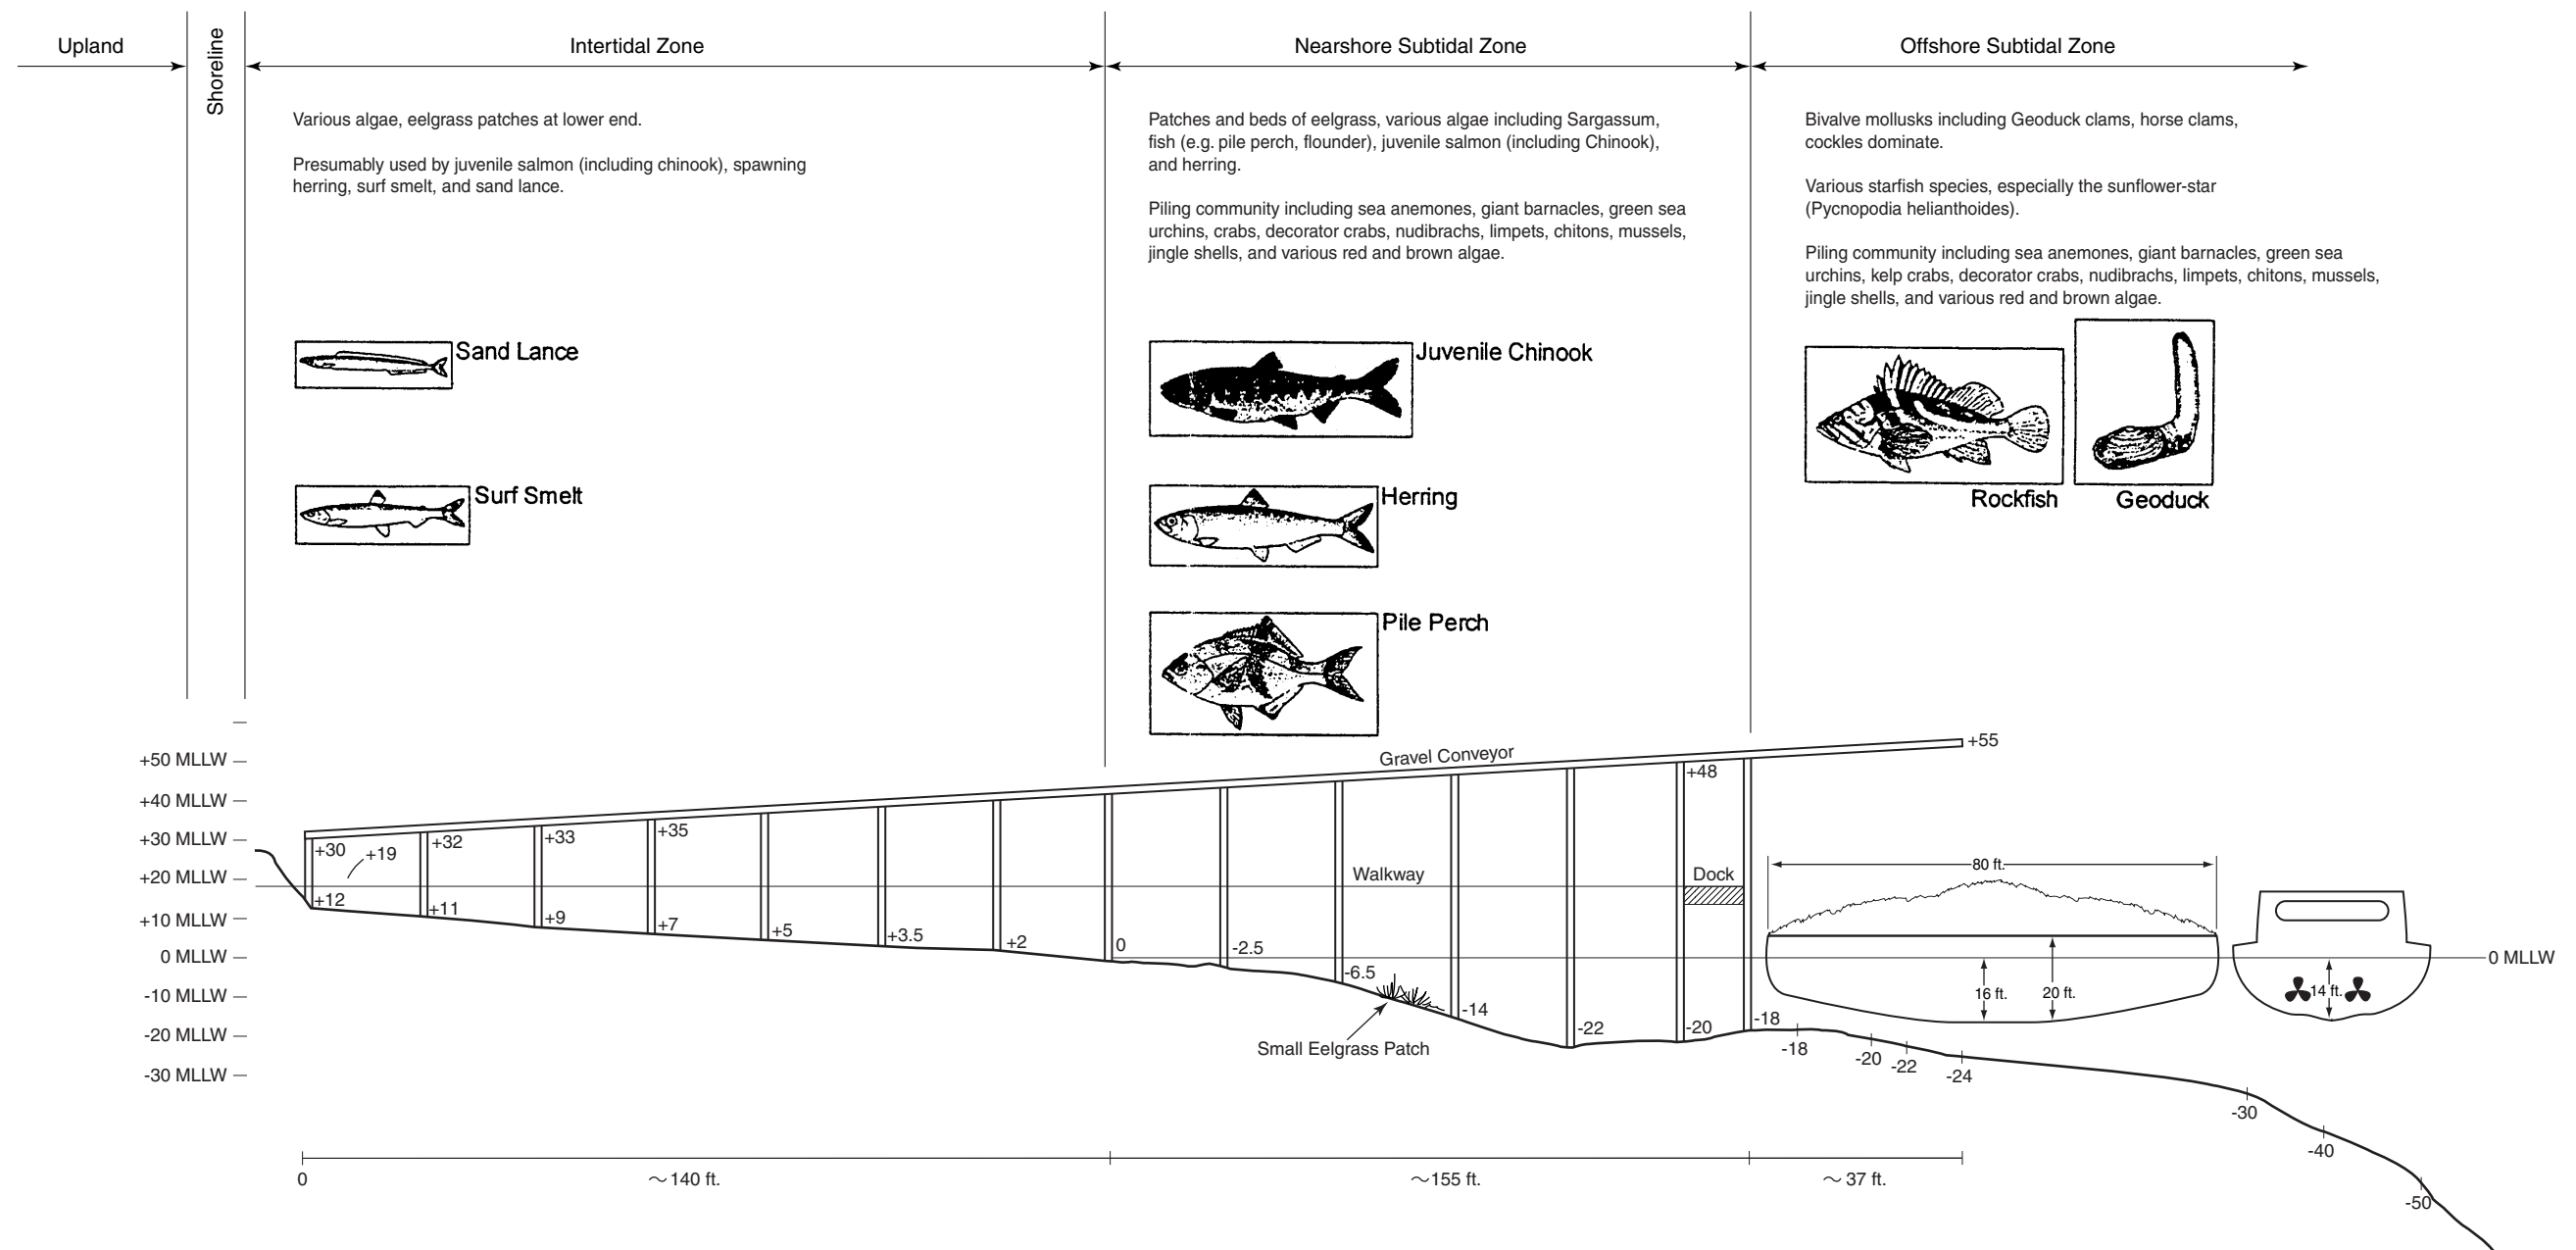 Upland
Shoreline
Intertidal Zone
Nearshore Subtidal Zone
Offshore Subtidal Zone
Various algae, eelgrass patches at lower end.
Presumably used by juvenile salmon (including chinook), spawning
herring, surf smelt, and sand lance.
Patches and beds of eelgrass, various algae including Sargassum,
fish (e.g. pile perch, flounder), juvenile salmon (including Chinook),
and herring.
Piling community including sea anemones, giant barnacles, green sea
urchins, crabs, decorator crabs, nudibrachs, limpets, chitons, mussels,
jingle shells, and various red and brown algae.
Bivalve mollusks including Geoduck clams, horse clams,
cockles dominate.
Various starfish species, especially the sunflower-star
(Pycnopodia helianthoides).
Piling community including sea anemones, giant barnacles, green sea
urchins, kelp crabs, decorator crabs, nudibrachs, limpets, chitons, mussels,
jingle shells, and various red and brown algae.
Sand Lance
Surf Smelt
Juvenile Chinook
Herring
Pile Perch
Rockfish
Geoduck
+50 MLLW
+40 MLLW
+30 MLLW
+20 MLLW
+10 MLLW
0 MLLW
-10 MLLW
-20 MLLW
-30 MLLW
Gravel Conveyor
+55
+48
+30
+19
+32
+33
+35
Walkway
Dock
80 ft.
+12
+11
+9
+7
+5
+3.5
+2
0
-2.5
-6.5
-14
-22
-20
-18
16 ft.
20 ft.
14 ft.
0 MLLW
Small Eelgrass Patch
-18
-20
-22
-24
-30
-40
-50
0
~140 ft.
~155 ft.
~ 37 ft.